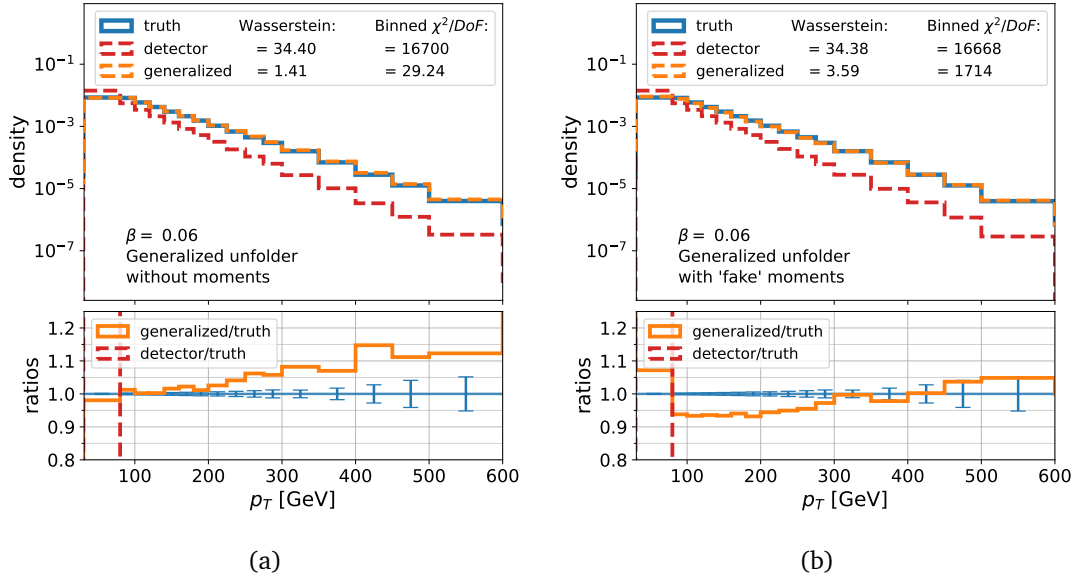 truth Wasserstein: Binned χ²/DoF:
detector = 34.40 = 16700
generalized = 1.41 = 29.24
10⁻¹
10⁻³
10⁻⁵
10⁻⁷
density
β = 0.06
Generalized unfolder
without moments
generalized/truth
detector/truth
1.2
1.1
1.0
0.9
0.8
ratios
100 200 300 400 500 600
p_T [GeV]
(a)
truth Wasserstein: Binned χ²/DoF:
detector = 34.38 = 16668
generalized = 3.59 = 1714
10⁻¹
10⁻³
10⁻⁵
10⁻⁷
density
β = 0.06
Generalized unfolder
with 'fake' moments
generalized/truth
detector/truth
1.2
1.1
1.0
0.9
0.8
ratios
100 200 300 400 500 600
p_T [GeV]
(b)